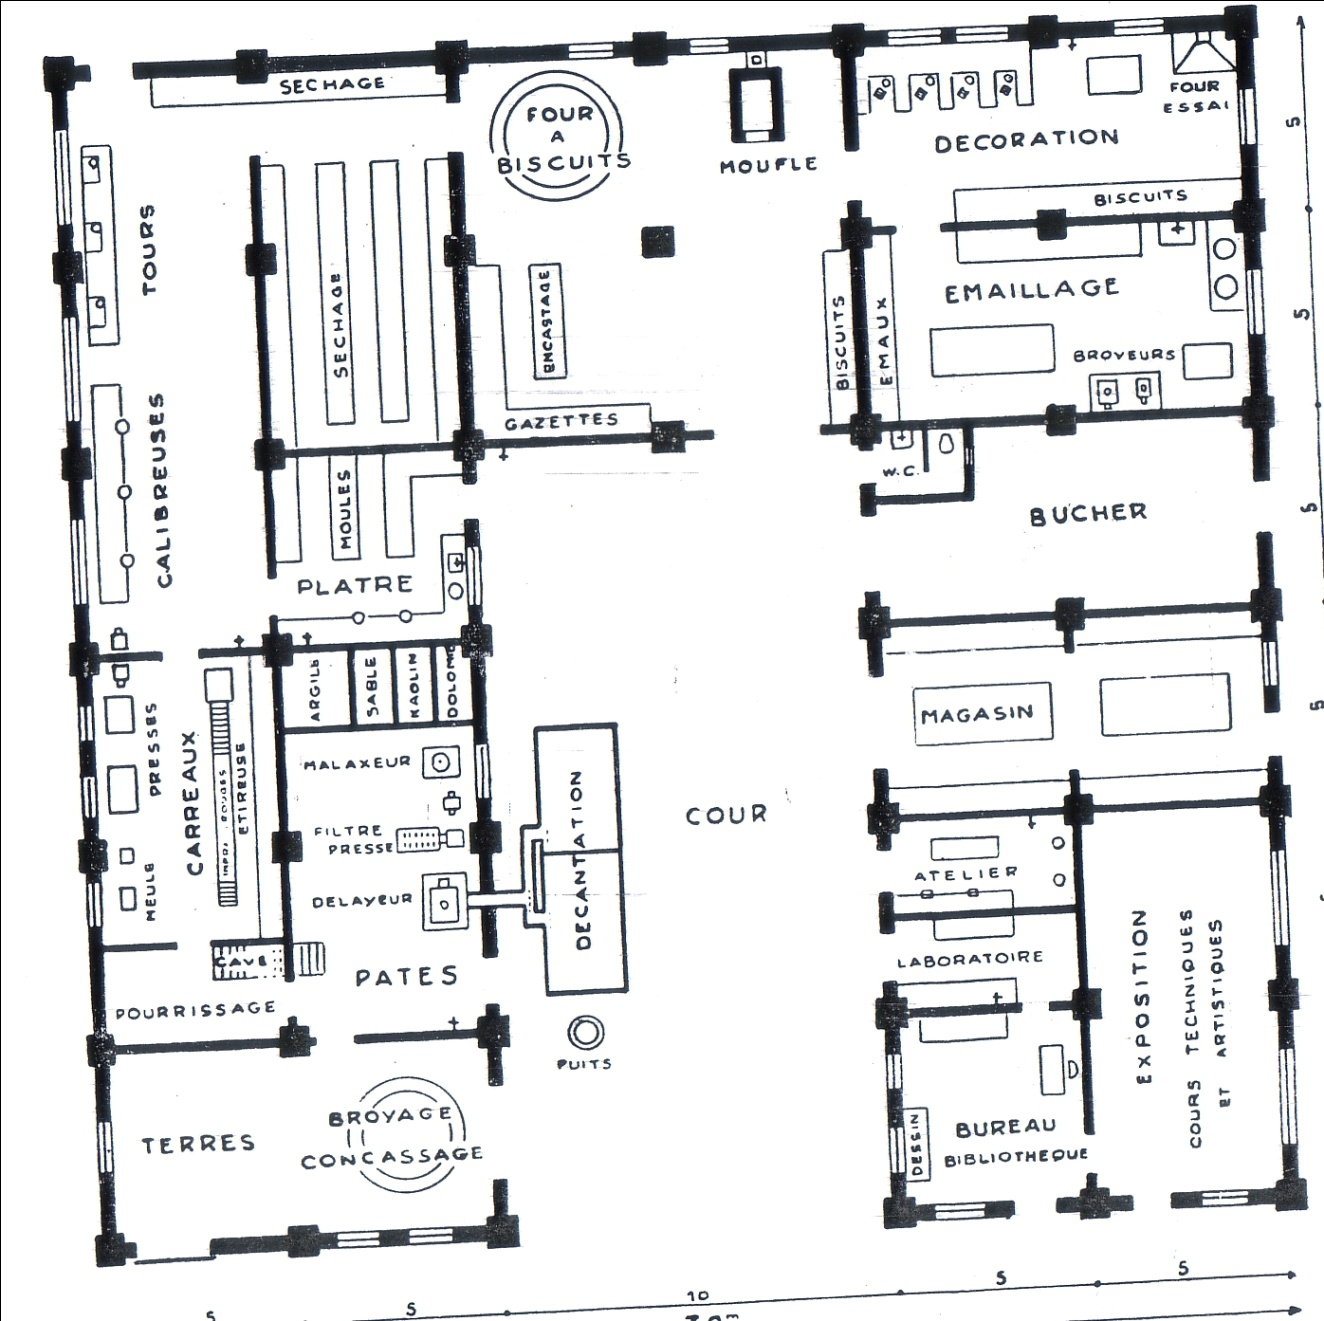 SECHAGE
FOUR
A
BISCUITS
MOUFLE
FOUR
ESSAI
DECORATION
BISCUITS
TOURS
SECHAGE
ENCASTAGE
BISCUITS
EMAUX
EMAILLAGE
BROYEURS
GAZETTES
CALIBREUSES
MOULES
W.C.
BUCHER
PLATRE
ARGILE
SABLE
KAOLIN
DOLOMIE
MAGASIN
PRESSES
CARREAUX
ETIREUSE
MALAXEUR
FILTRE
PRESSE
DELAYEUR
DECANTATION
COUR
MEULE
ATELIER
CAVE
PATES
LABORATOIRE
POURRISSAGE
PUITS
EXPOSITION
COURS TECHNIQUES
ET ARTISTIQUES
TERRES
BROYAGE
CONCASSAGE
DESSIN
BUREAU
BIBLIOTHEQUE
5
5
5
5
5
5
10
5
5